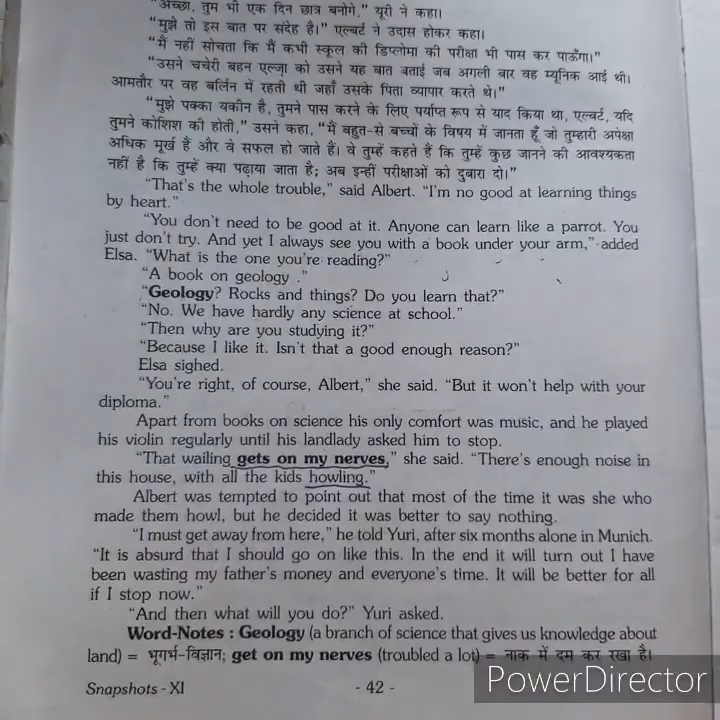 "अच्छा, तुम भी एक दिन छात्र बनोगे," यूरी ने कहा।
"मुझे तो इस बात पर संदेह है।" एल्बर्ट ने उदास होकर कहा।
"मैं नहीं सोचता कि मैं कभी स्कूल की डिप्लोमा की परीक्षा भी पास कर पाऊँगा।"
"उसने चचेरी बहन एल्ज़ा को उसने यह बात बताई जब अगली बार वह म्यूनिक आई थी।
आमतौर पर वह बर्लिन में रहती थी जहाँ उसके पिता व्यापार करते थे।"
"मुझे पक्का यकीन है, तुमने पास करने के लिए पर्याप्त रूप से याद किया था, एल्बर्ट, यदि
तुमने कोशिश की होती," उसने कहा, "मैं बहुत-से बच्चों के विषय में जानता हूँ जो तुम्हारी अपेक्षा
अधिक मूर्ख हैं और वे सफल हो जाते हैं। वे तुम्हें कहते हैं कि तुम्हें कुछ जानने की आवश्यकता
नहीं है कि तुम्हें क्या पढ़ाया जाता है; अब इन्हीं परीक्षाओं को दुबारा दो।"
"That's the whole trouble," said Albert. "I'm no good at learning things
by heart."
"You don't need to be good at it. Anyone can learn like a parrot. You
just don't try. And yet I always see you with a book under your arm," added
Elsa. "What is the one you're reading?"
"A book on geology ."
"Geology? Rocks and things? Do you learn that?"
"No. We have hardly any science at school."
"Then why are you studying it?"
"Because I like it. Isn't that a good enough reason?"
Elsa sighed.
"You're right, of course, Albert," she said. "But it won't help with your
diploma."
Apart from books on science his only comfort was music, and he played
his violin regularly until his landlady asked him to stop.
"That wailing gets on my nerves," she said. "There's enough noise in
this house, with all the kids howling."
Albert was tempted to point out that most of the time it was she who
made them howl, but he decided it was better to say nothing.
"I must get away from here," he told Yuri, after six months alone in Munich.
"It is absurd that I should go on like this. In the end it will turn out I have
been wasting my father's money and everyone's time. It will be better for all
if I stop now."
"And then what will you do?" Yuri asked.
Word-Notes : Geology (a branch of science that gives us knowledge about
land) = भूगर्भ-विज्ञान; get on my nerves (troubled a lot) = नाक में दम कर रखा है।
Snapshots - XI
- 42 -
PowerDirector